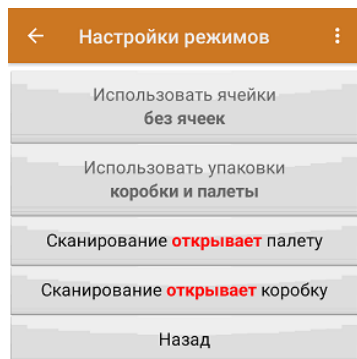 Настройки режимов
Использовать ячейки
без ячеек
Использовать упаковки
коробки и палеты
Сканирование открывает палету
Сканирование открывает коробку
Назад